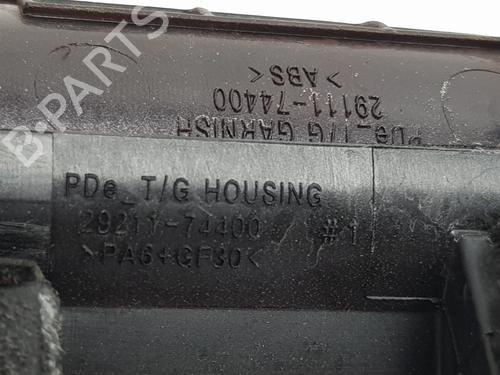 B-PARTS
PDe_T/G GARNISH
29111-74400
>ABS<
PDe_T/G HOUSING
29211-74400 #1
>PA6+GF30<